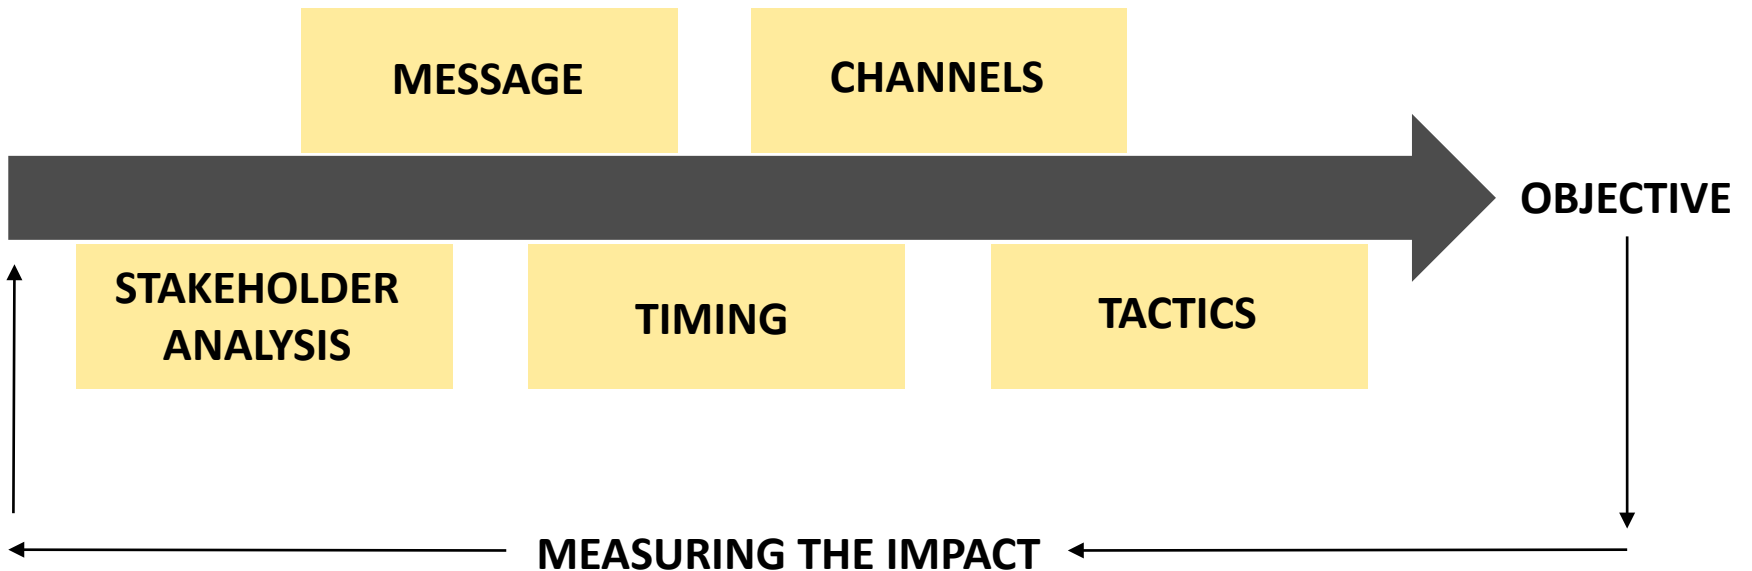 MESSAGE
CHANNELS
OBJECTIVE
STAKEHOLDER
ANALYSIS
TIMING
TACTICS
MEASURING THE IMPACT